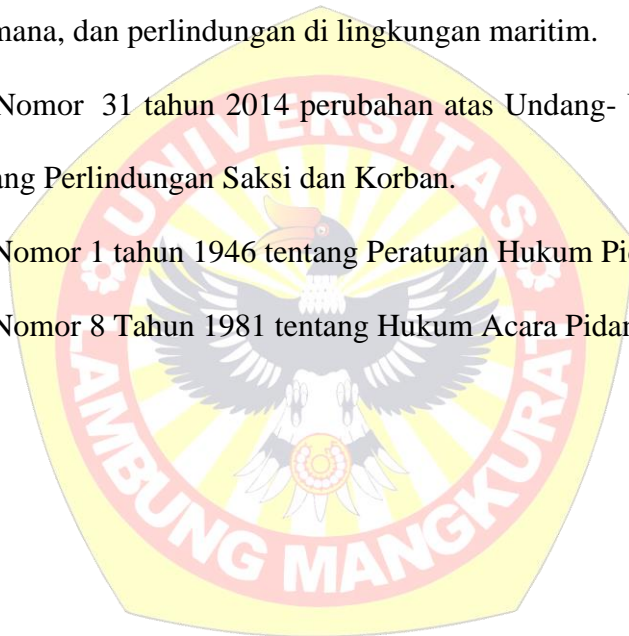 mana, dan perlindungan di lingkungan maritim.
Nomor 31 tahun 2014 perubahan atas Undang-
ang Perlindungan Saksi dan Korban.
Nomor 1 tahun 1946 tentang Peraturan Hukum Pi
Nomor 8 Tahun 1981 tentang Hukum Acara Pidan
UNIVERSITAS
LAMBUNG MANGKURAT